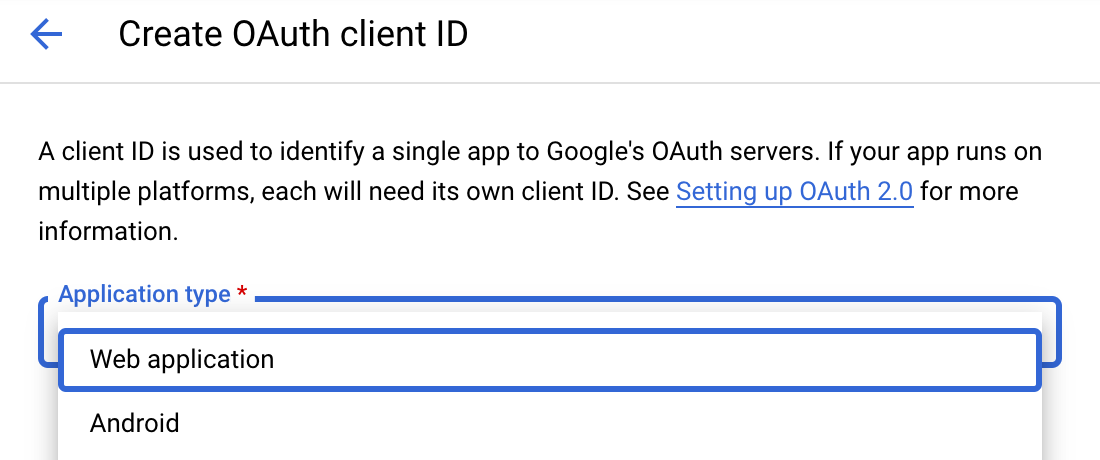 Create OAuth client ID
A client ID is used to identify a single app to Google's OAuth servers. If your app runs on
multiple platforms, each will need its own client ID. See Setting up OAuth 2.0 for more
information.
Application type *
Web application
Android